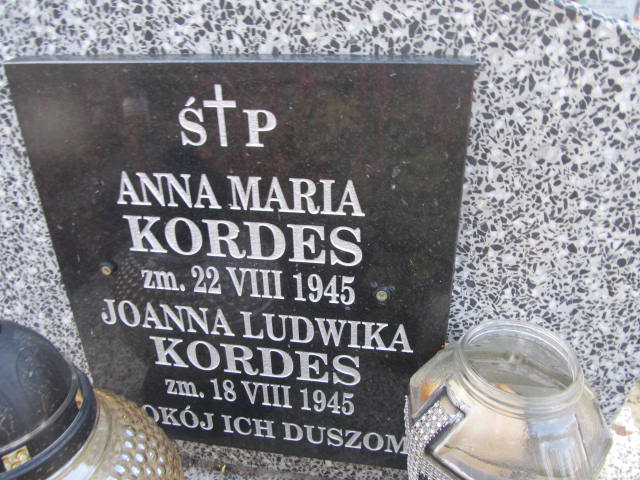 Ś P
ANNA MARIA
KORDES
zm. 22 VIII 1945
JOANNA LUDWIKA
KORDES
zm. 18 VIII 1945
OKÓJ ICH DUSZOM